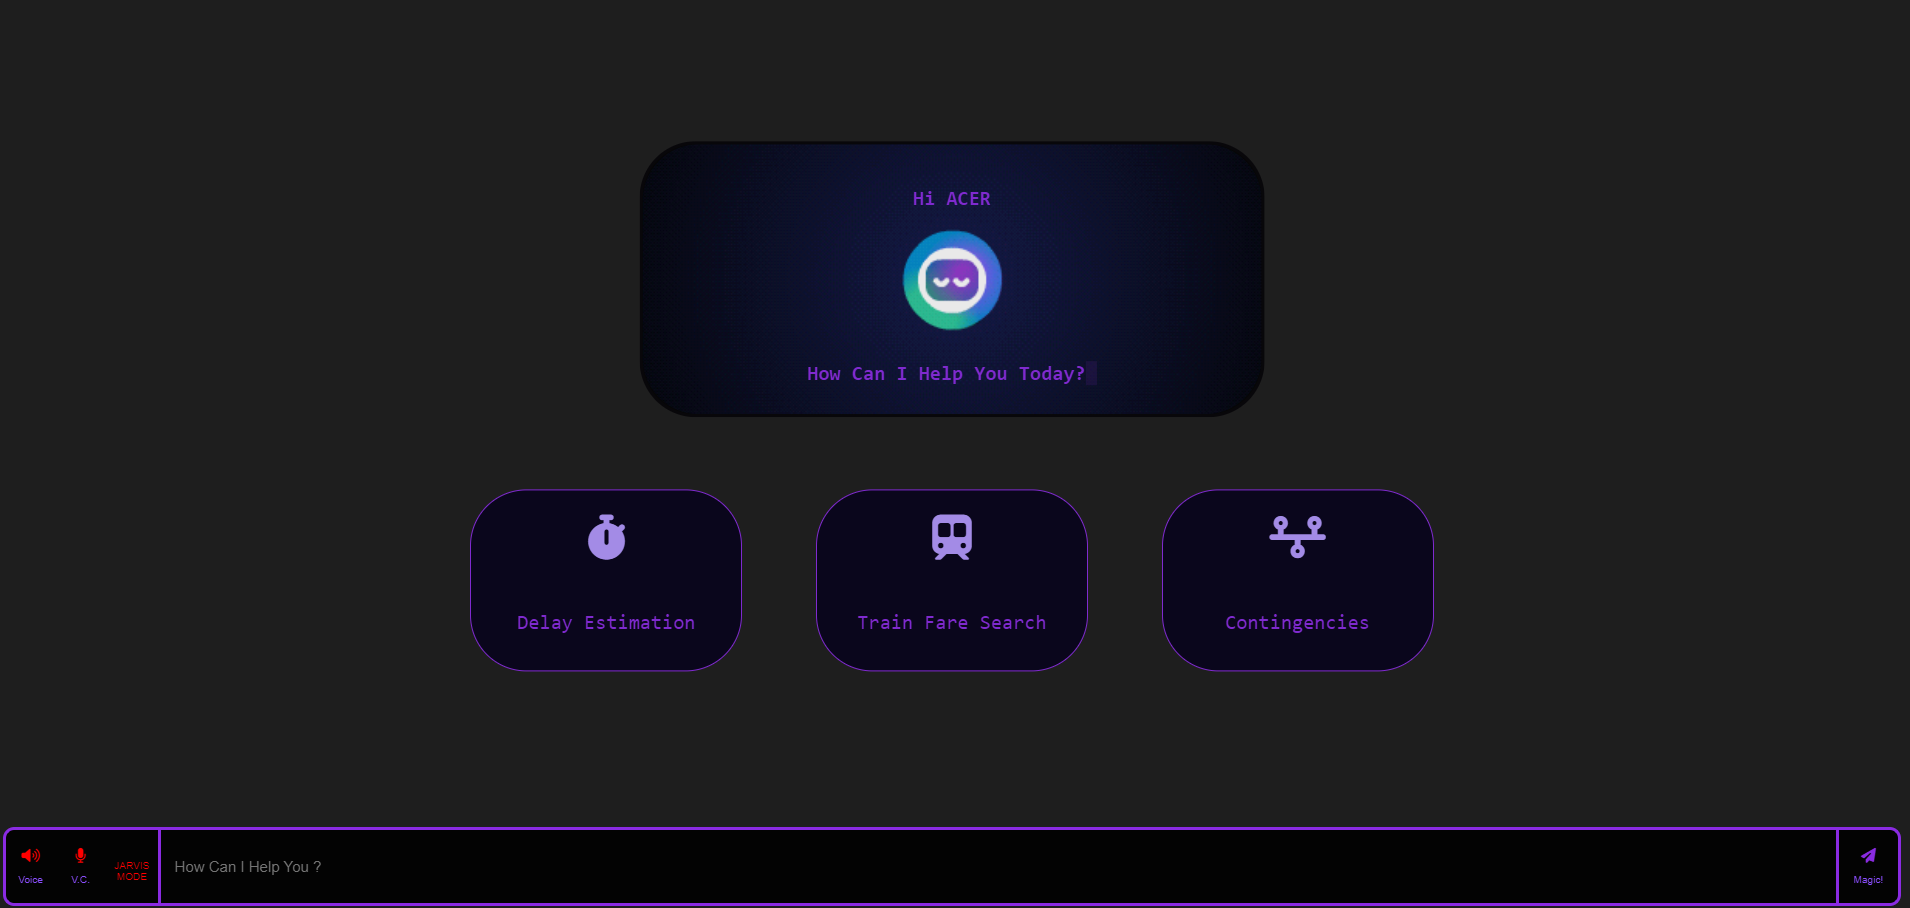 Hi ACER
How Can I Help You Today?
Delay Estimation
Train Fare Search
Contingencies
Voice
V.C.
JARVIS
MODE
How Can I Help You ?
Magic!